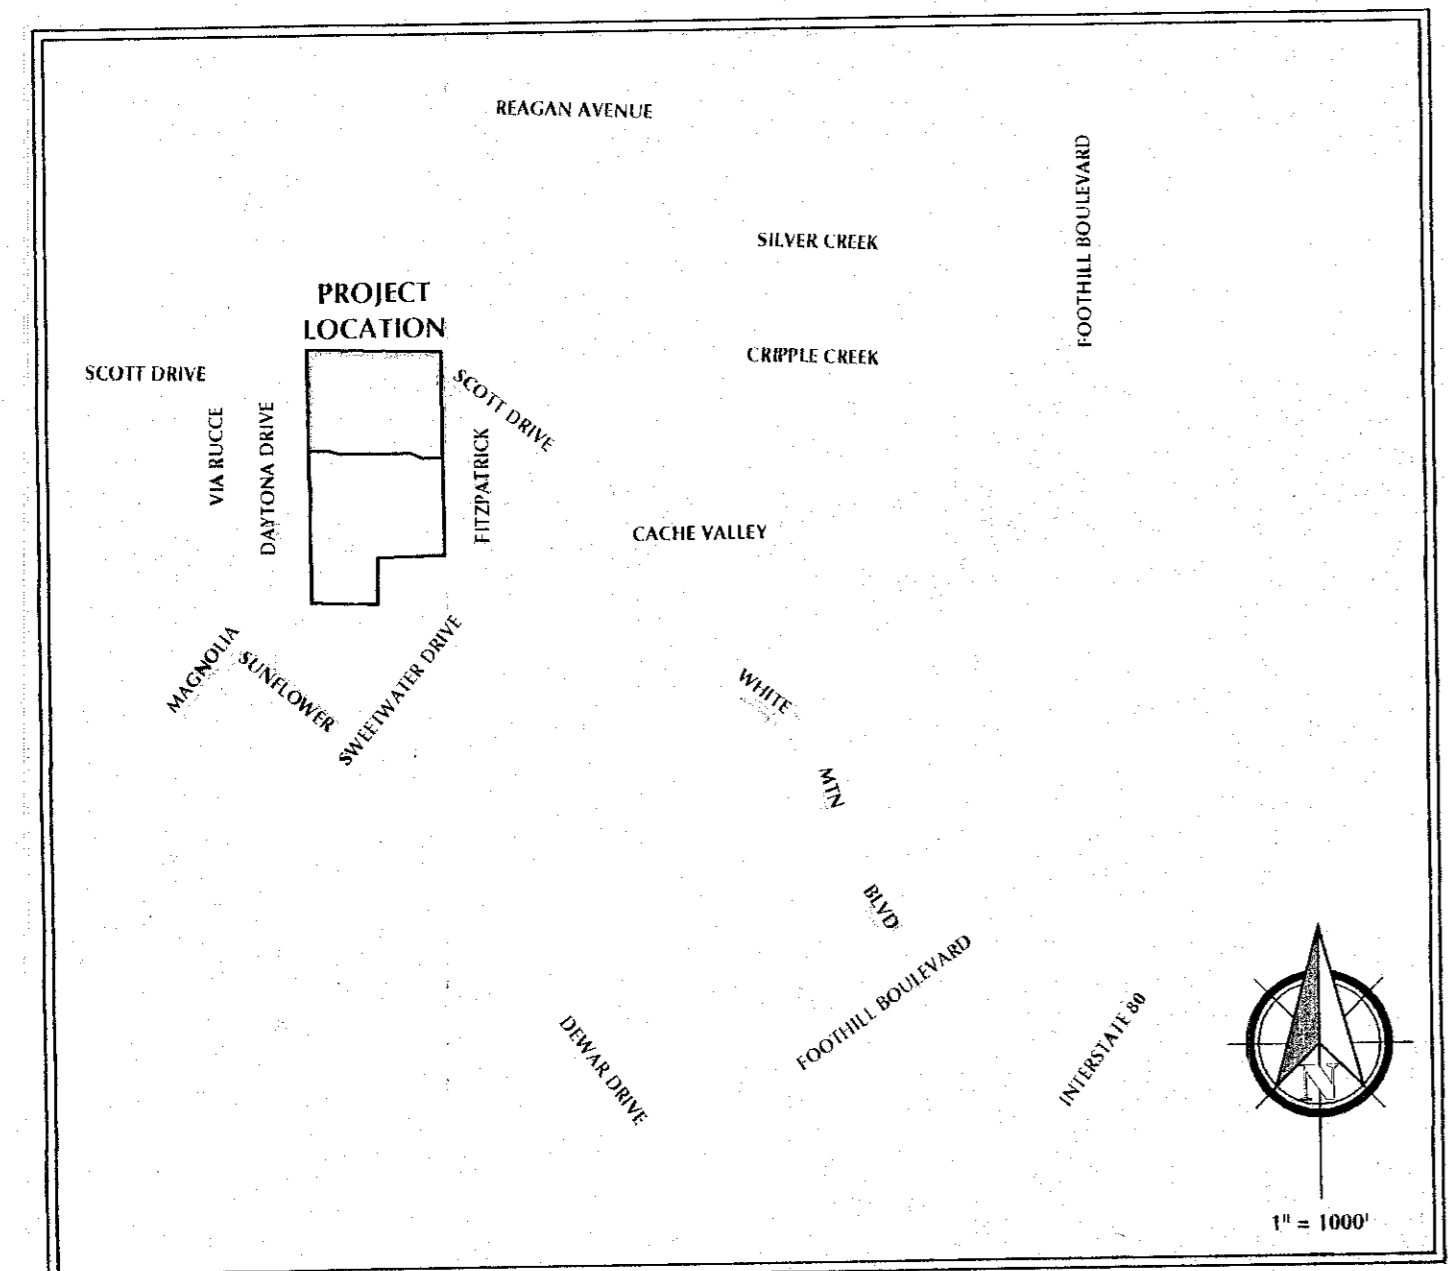 REAGAN AVENUE
FOOTHILL BOULEVARD
SILVER CREEK
PROJECT
LOCATION
CRIPPLE CREEK
SCOTT DRIVE
SCOTT DRIVE
VIA RUCCE
DAYTONA DRIVE
FITZPATRICK
CACHE VALLEY
MAGNOLIA
SUNFLOWER
SWEETWATER DRIVE
WHITE
MTN
BLVD
FOOTHILL BOULEVARD
DEWAR DRIVE
INTERSTATE 80
N
1" = 1000'